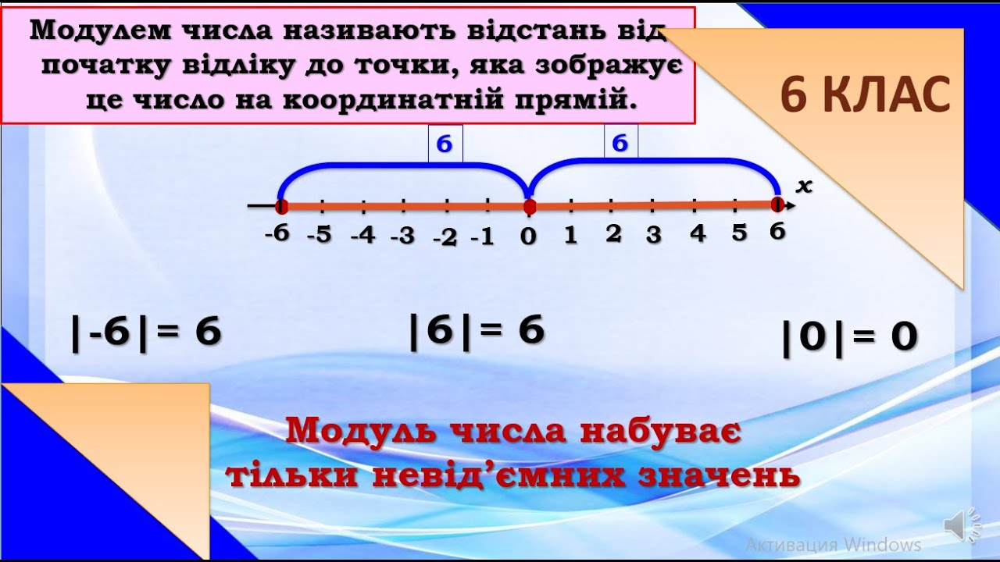 Модулем числа називають відстань від
початку відліку до точки, яка зображує
це число на координатній прямій.
6 КЛАС
6 6
x
-6 -5 -4 -3 -2 -1 0 1 2 3 4 5 6
|-6|= 6 |6|= 6 |0|= 0
Модуль числа набуває
тільки невід’ємних значень
Активация Windows